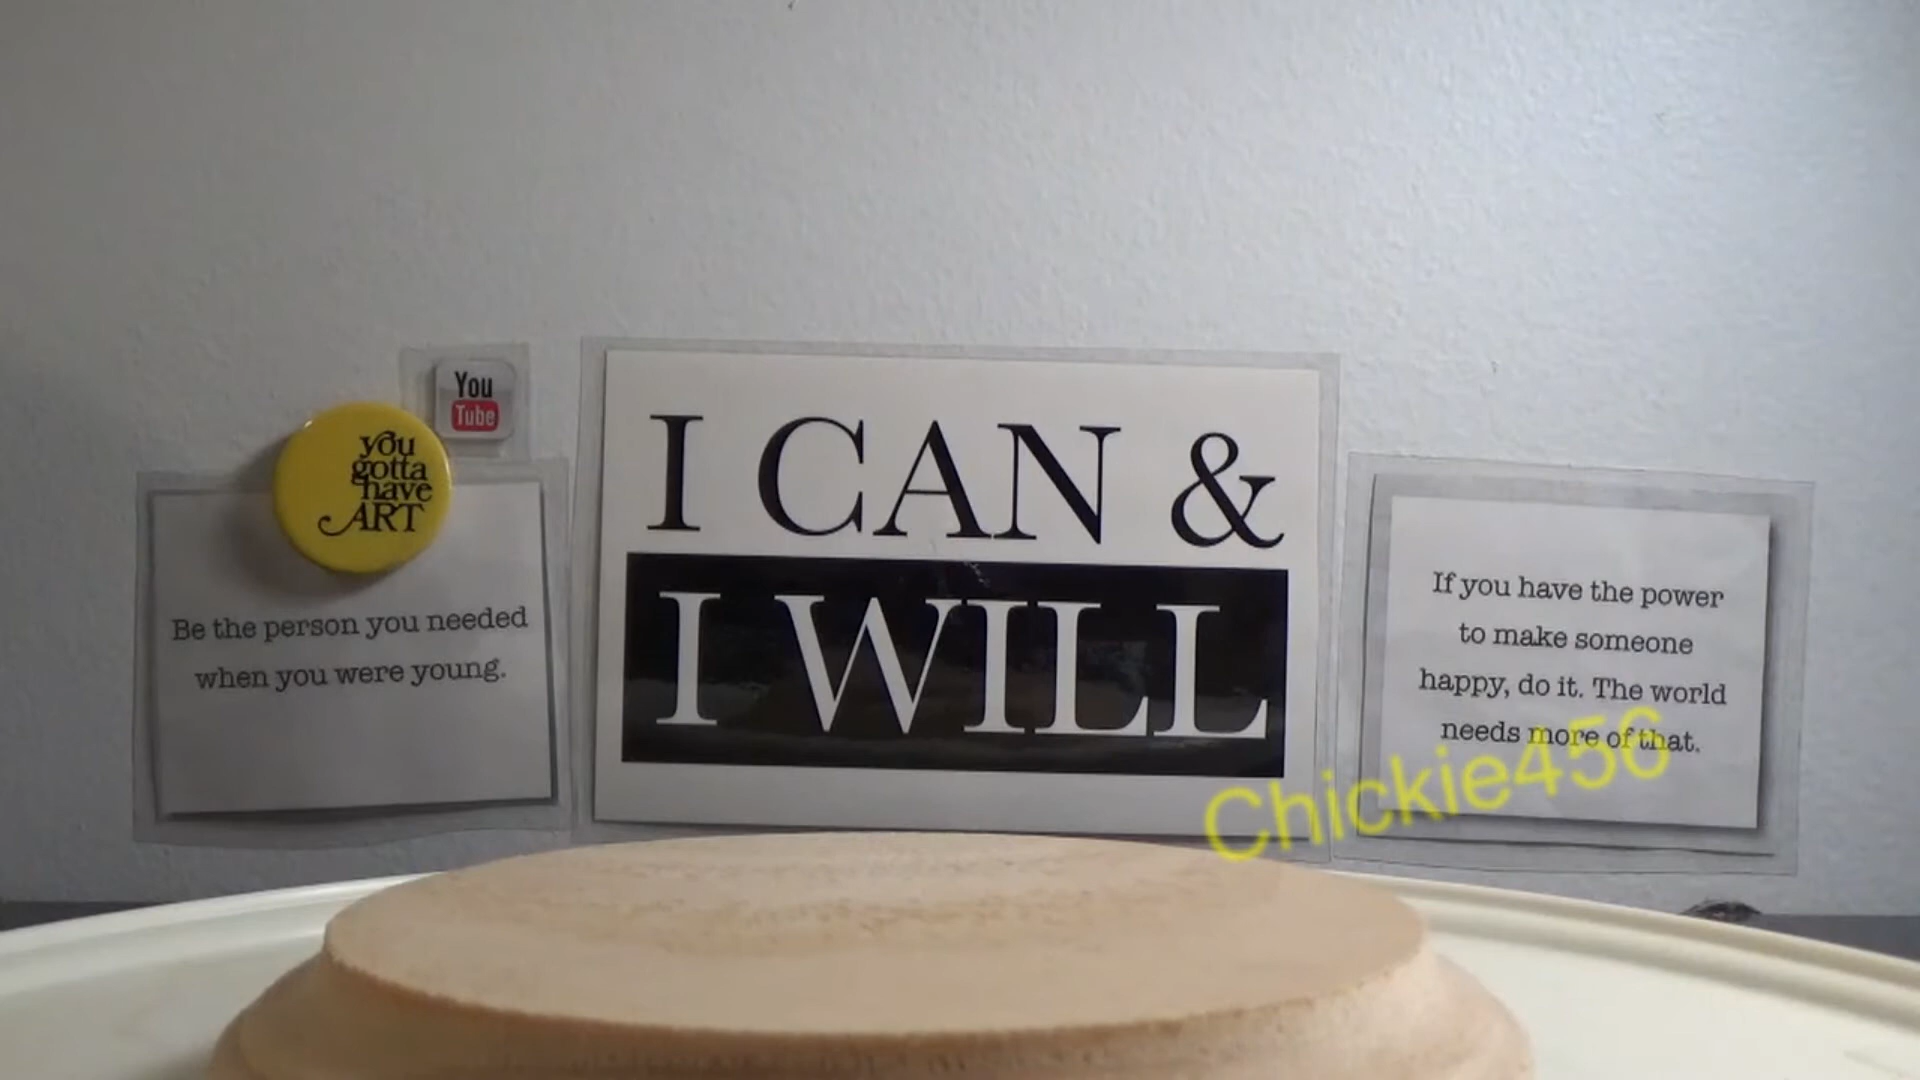 You
Tube
you
gotta
have
ART
Be the person you needed
when you were young.
I CAN &
I WILL
If you have the power
to make someone
happy, do it. The world
needs more of that.
Chickie456